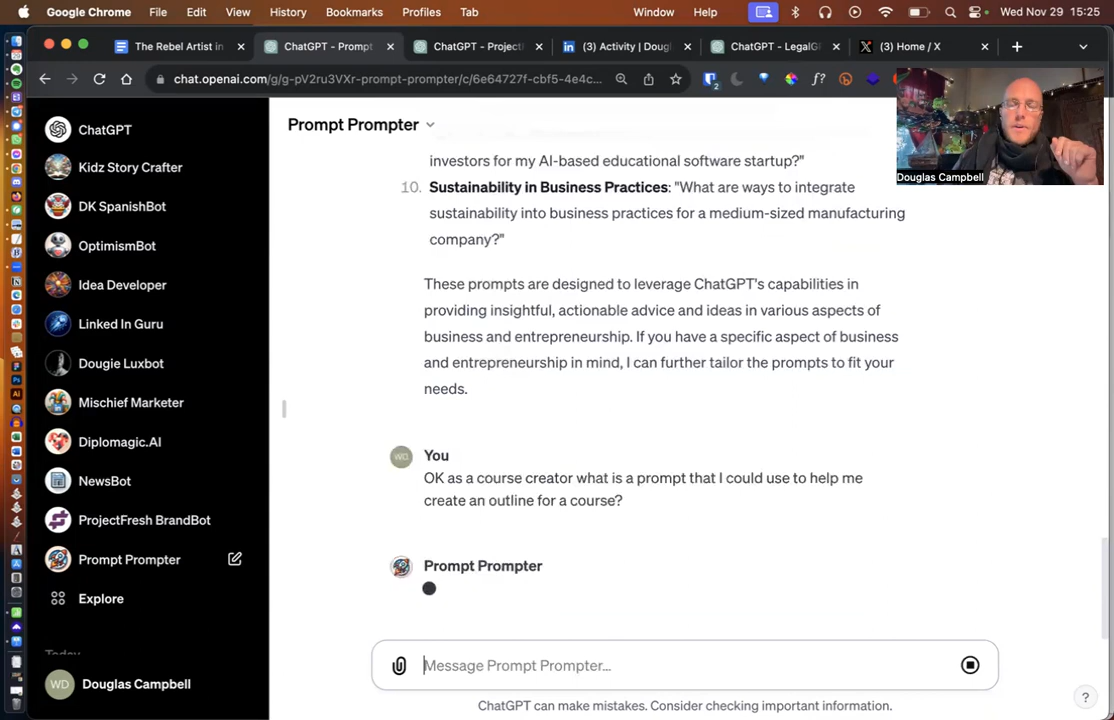 Google Chrome File Edit View History Bookmarks Profiles Tab Window Help Wed Nov 29 15:25
The Rebel Artist in ChatGPT - Prompt ChatGPT - Project (3) Activity | Doug ChatGPT - LegalG (3) Home / X
chat.openai.com/g/g-pV2ru3VXr-prompt-prompter/c/6e64727f-cbf5-4e4c...
Douglas Campbell
ChatGPT
Kidz Story Crafter
DK SpanishBot
OptimismBot
Idea Developer
Linked In Guru
Dougie Luxbot
Mischief Marketer
Diplomagic.AI
NewsBot
ProjectFresh BrandBot
Prompt Prompter
Explore
Today
WD Douglas Campbell
Prompt Prompter
investors for my AI-based educational software startup?"
10. Sustainability in Business Practices: "What are ways to integrate
sustainability into business practices for a medium-sized manufacturing
company?"
These prompts are designed to leverage ChatGPT's capabilities in
providing insightful, actionable advice and ideas in various aspects of
business and entrepreneurship. If you have a specific aspect of business
and entrepreneurship in mind, I can further tailor the prompts to fit your
needs.
WD You
OK as a course creator what is a prompt that I could use to help me
create an outline for a course?
Prompt Prompter
Message Prompt Prompter...
ChatGPT can make mistakes. Consider checking important information.
?